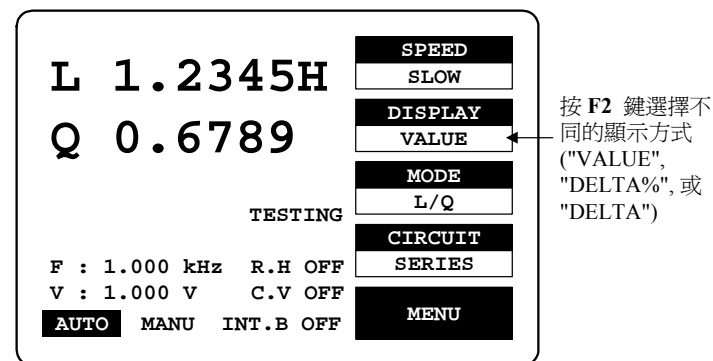 L 1.2345H
Q 0.6789
TESTING
F : 1.000 kHz R.H OFF
V : 1.000 V C.V OFF
AUTO MANU INT.B OFF
SPEED
SLOW
DISPLAY
VALUE
MODE
L/Q
CIRCUIT
SERIES
MENU
按 F2 鍵選擇不
同的顯示方式
("VALUE",
"DELTA%", 或
"DELTA")